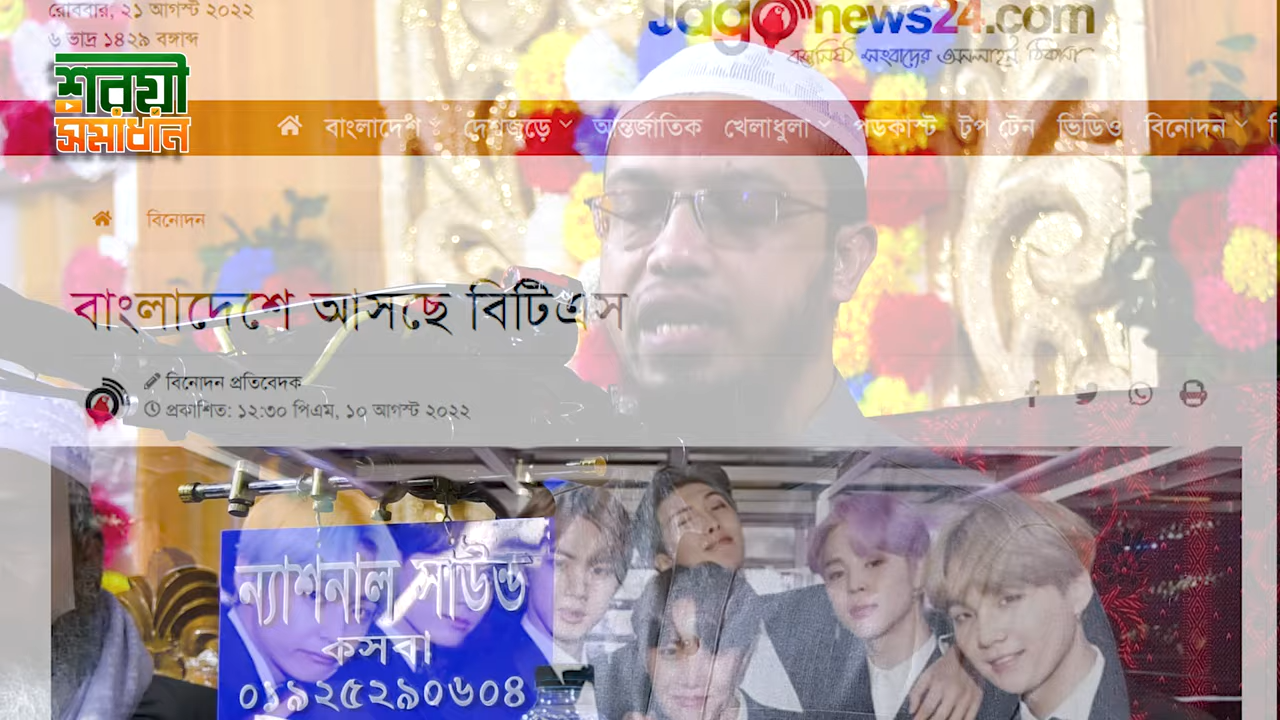 রোববার, ২১ আগস্ট ২০২২
৬ ভাদ্র ১৪২৯ বঙ্গাব্দ
Jagonews24.com
শরয়ী
সমাধান
বাংলাদেশ দেশজুড়ে আন্তর্জাতিক খেলাধুলা পডকাস্ট টপ টেন ভিডিও বিনোদন
বিনোদন
বাংলাদেশে আসছে বিটিএস
বিনোদন প্রতিবেদক
প্রকাশিত: ১২:৩০ পিএম, ১০ আগস্ট ২০২২
ন্যাশনাল সাউন্ড
কসবা
০১৯২৫২৯০৬০৪